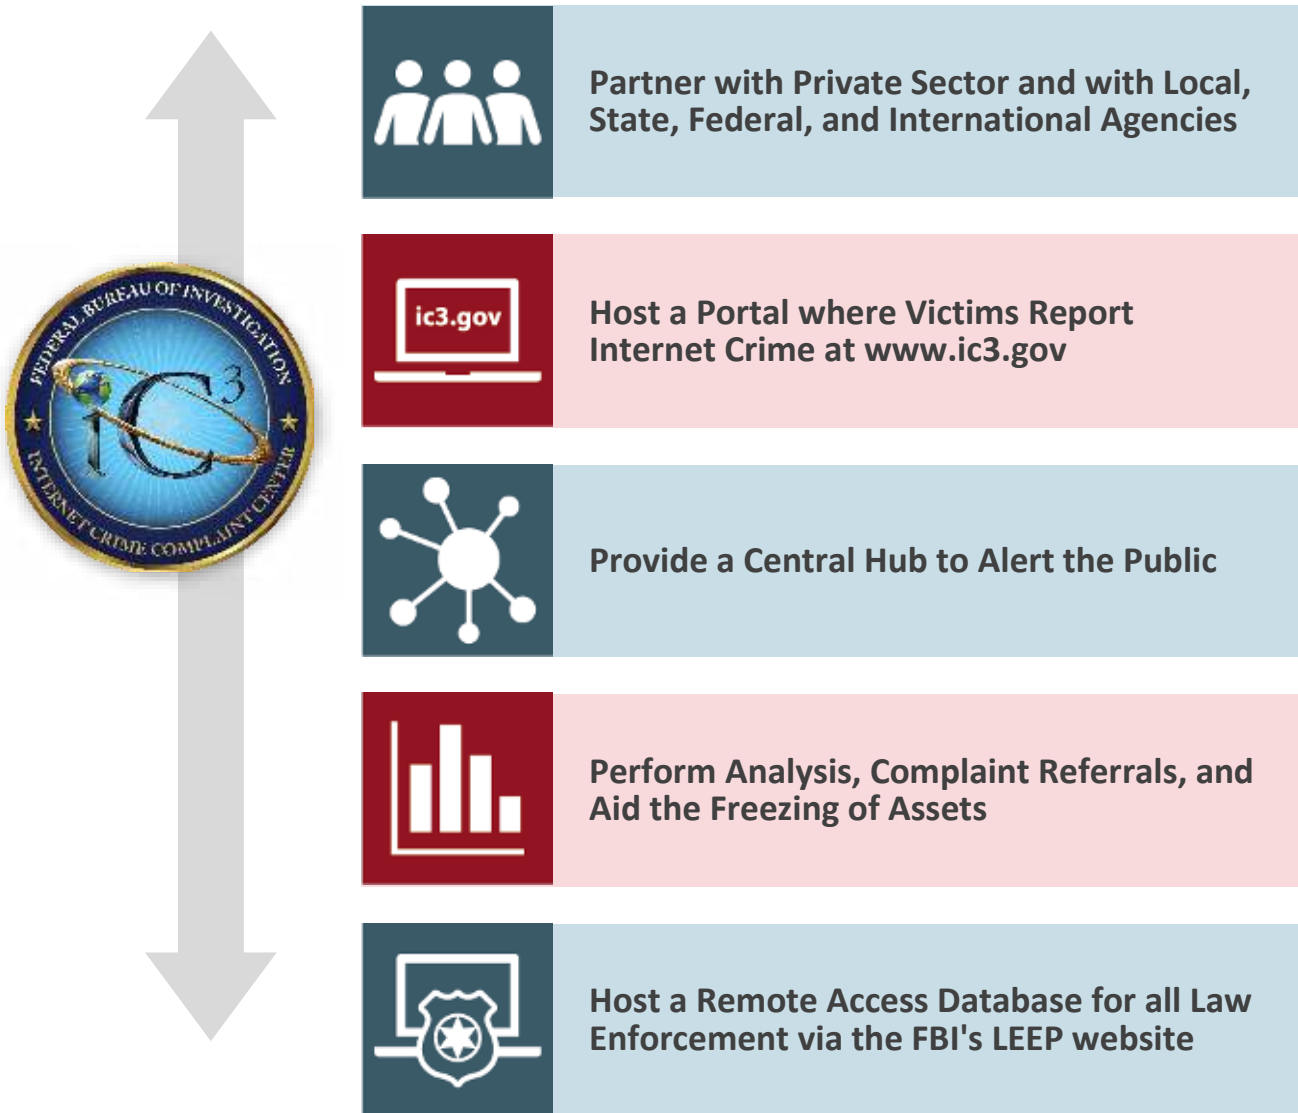 Partner with Private Sector and with Local,
State, Federal, and International Agencies
FEDERAL BUREAU OF INVESTIGATION
iC3
INTERNET CRIME COMPLAINT CENTER
ic3.gov
Host a Portal where Victims Report
Internet Crime at www.ic3.gov
Provide a Central Hub to Alert the Public
Perform Analysis, Complaint Referrals, and
Aid the Freezing of Assets
Host a Remote Access Database for all Law
Enforcement via the FBI's LEEP website